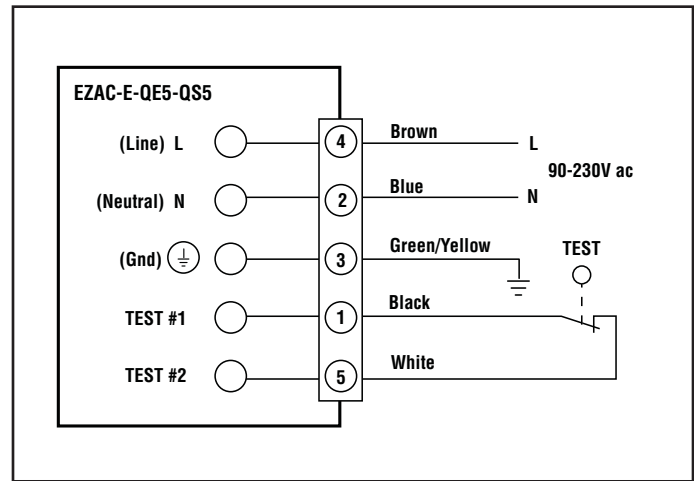 EZAC-E-QE5-QS5
(Line) L 4 Brown L
90-230V ac
(Neutral) N 2 Blue N
(Gnd) 3 Green/Yellow TEST
TEST #1 1 Black
TEST #2 5 White